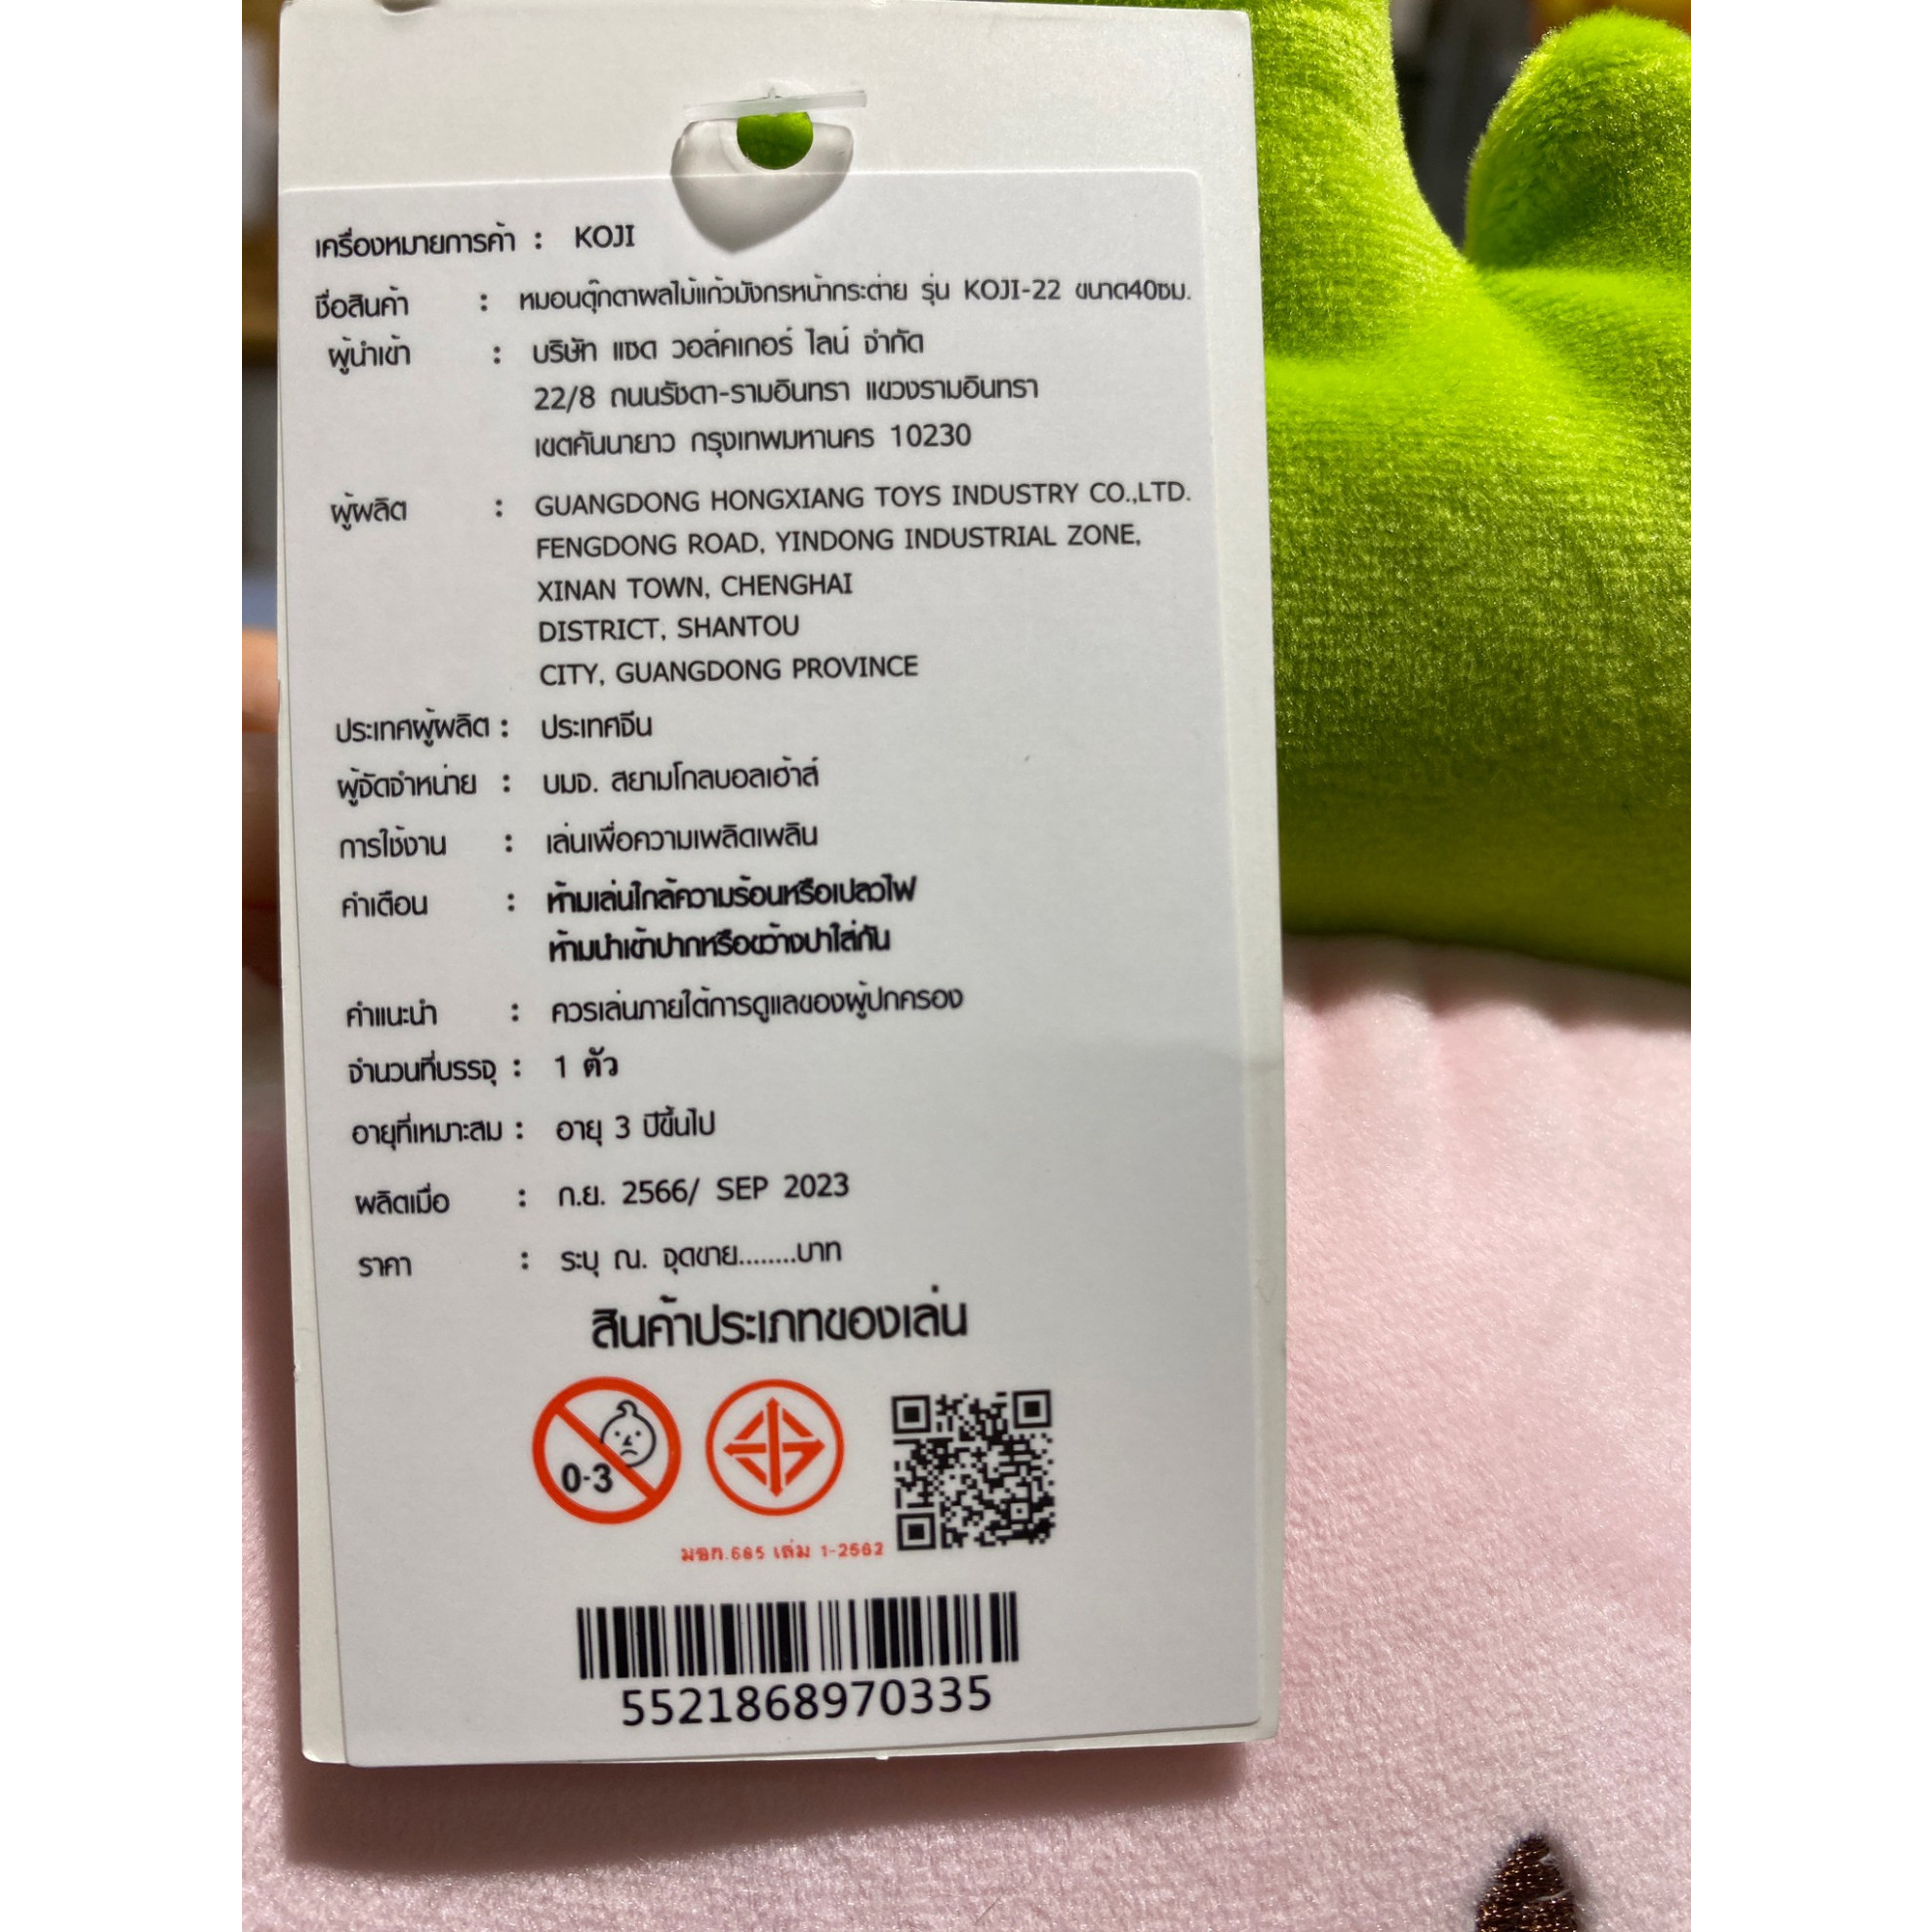 เครื่องหมายการค้า : KOJI
ชื่อสินค้า : หมอนตุ๊กตาผลไม้แก้วมังกรหน้ากระต่าย รุ่น KOJI-22 ขนาด40ซม.
ผู้นำเข้า : บริษัท แซด วอล์คเกอร์ ไลน์ จำกัด
22/8 ถนนรัชดา-รามอินทรา แขวงรามอินทรา
เขตคันนายาว กรุงเทพมหานคร 10230
ผู้ผลิต : GUANGDONG HONGXIANG TOYS INDUSTRY CO.,LTD.
FENGDONG ROAD, YINDONG INDUSTRIAL ZONE,
XINAN TOWN, CHENGHAI
DISTRICT, SHANTOU
CITY, GUANGDONG PROVINCE
ประเทศผู้ผลิต : ประเทศจีน
ผู้จัดจำหน่าย : บมจ. สยามโกลบอลเฮ้าส์
การใช้งาน : เล่นเพื่อความเพลิดเพลิน
คำเตือน : ห้ามเล่นใกล้ความร้อนหรือเปลวไฟ
ห้ามนำเข้าปากหรือขว้างปาใส่กัน
คำแนะนำ : ควรเล่นภายใต้การดูแลของผู้ปกครอง
จำนวนที่บรรจุ : 1 ตัว
อายุที่เหมาะสม : อายุ 3 ปีขึ้นไป
ผลิตเมื่อ : ก.ย. 2566/ SEP 2023
ราคา : ระบุ ณ. จุดขาย........บาท
สินค้าประเภทของเล่น
0-3
มอก.685 เล่ม 1-2562
5521868970335